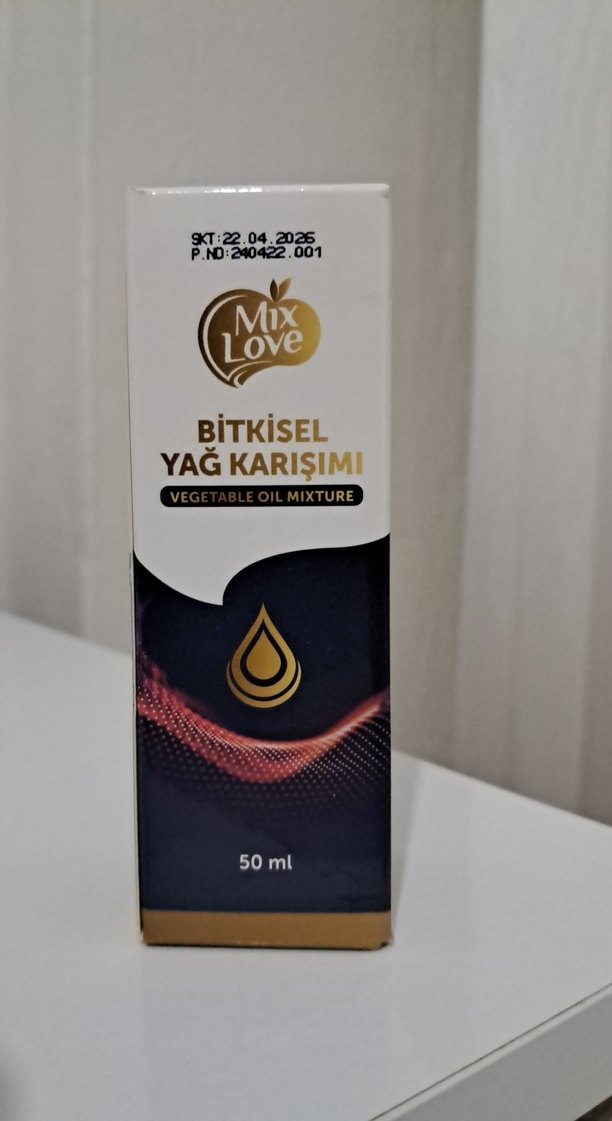 SKT:22.04.2026
P.NO:240422.001
Mix
Love
BİTKİSEL
YAĞ KARIŞIMI
VEGETABLE OIL MIXTURE
50 ml